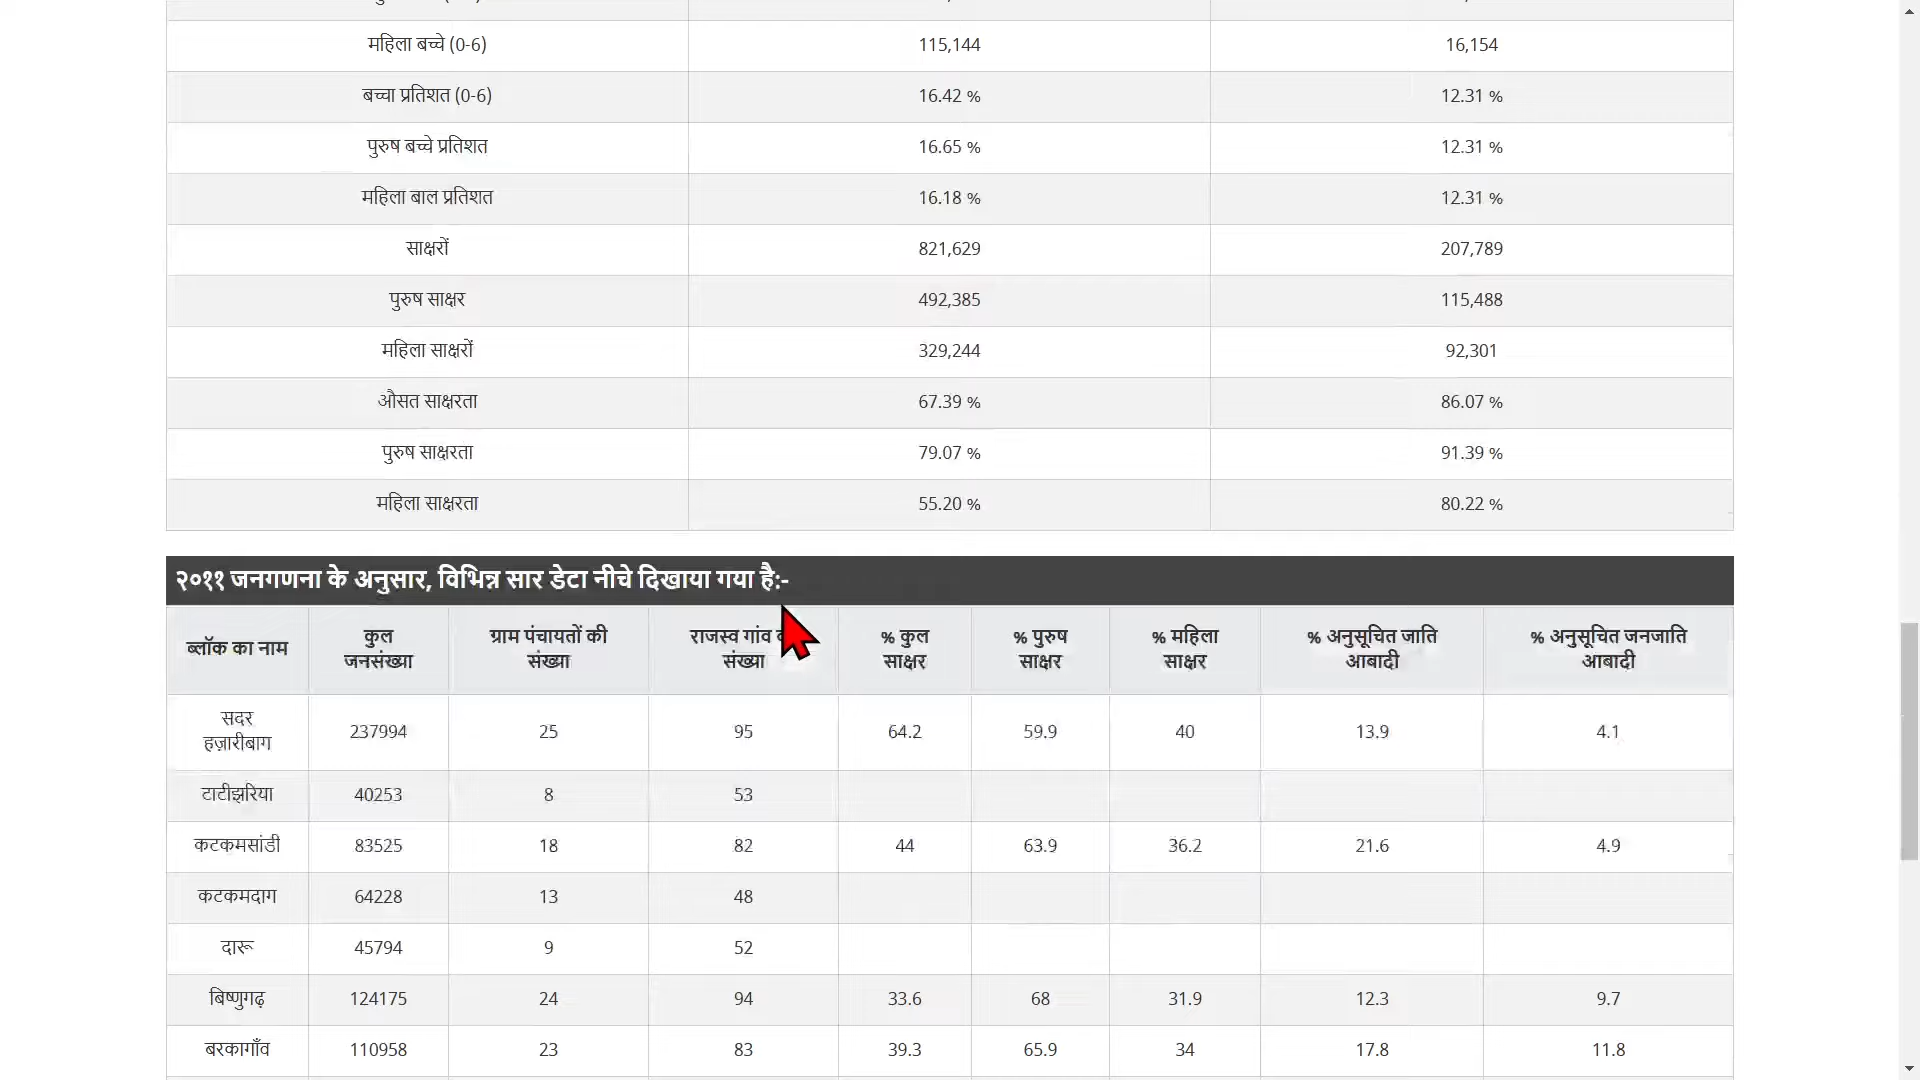 महिला बच्चे (0-6) 115,144 16,154
बच्चा प्रतिशत (0-6) 16.42 % 12.31 %
पुरुष बच्चे प्रतिशत 16.65 % 12.31 %
महिला बाल प्रतिशत 16.18 % 12.31 %
साक्षरों 821,629 207,789
पुरुष साक्षर 492,385 115,488
महिला साक्षरों 329,244 92,301
औसत साक्षरता 67.39 % 86.07 %
पुरुष साक्षरता 79.07 % 91.39 %
महिला साक्षरता 55.20 % 80.22 %
२०११ जनगणना के अनुसार, विभिन्न सार डेटा नीचे दिखाया गया है:-
ब्लॉक का नाम
कुल
जनसंख्या
ग्राम पंचायतों की
संख्या
राजस्व गांव
संख्या
% कुल
साक्षर
% पुरुष
साक्षर
% महिला
साक्षर
% अनुसूचित जाति
आबादी
% अनुसूचित जनजाति
आबादी
सदर
हज़ारीबाग 237994 25 95 64.2 59.9 40 13.9 4.1
टाटीझरिया 40253 8 53
कटकमसांडी 83525 18 82 44 63.9 36.2 21.6 4.9
कटकमदाग 64228 13 48
दारू 45794 9 52
बिष्णुगढ़ 124175 24 94 33.6 68 31.9 12.3 9.7
बरकागाँव 110958 23 83 39.3 65.9 34 17.8 11.8